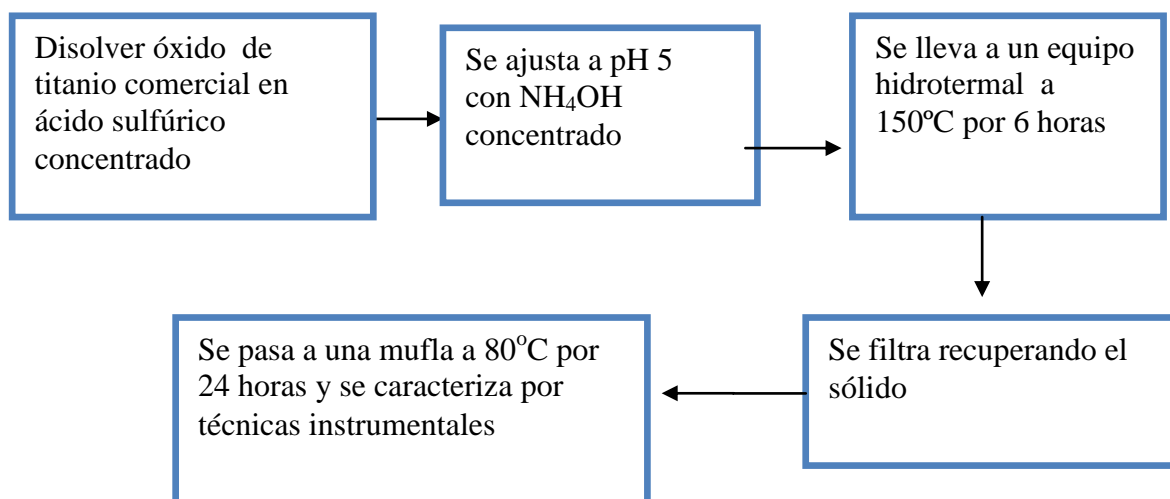 Disolver óxido de
titanio comercial en
ácido sulfúrico
concentrado
Se ajusta a pH 5
con NH₄OH
concentrado
Se lleva a un equipo
hidrotermal a
150ºC por 6 horas
Se filtra recuperando el
sólido
Se pasa a una mufla a 80°C por
24 horas y se caracteriza por
técnicas instrumentales